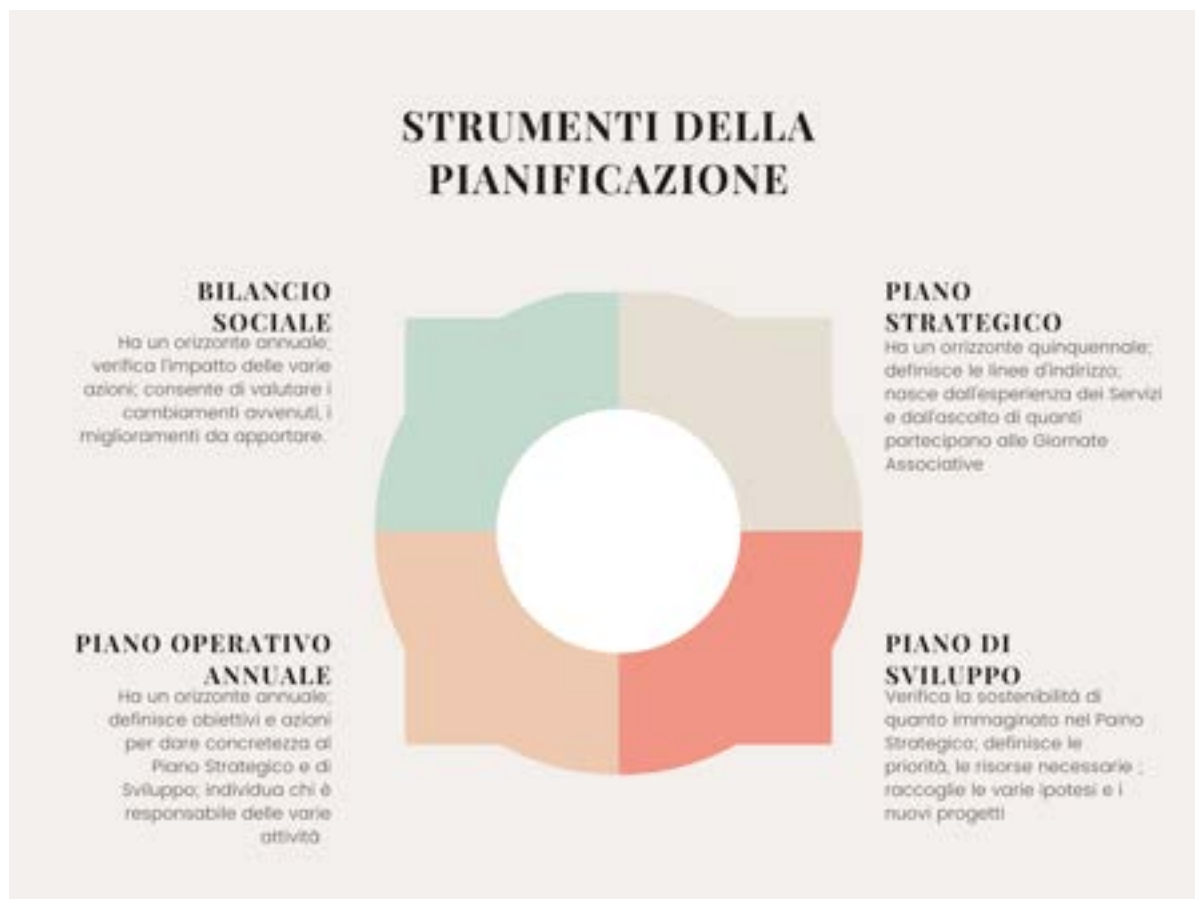 STRUMENTI DELLA
PIANIFICAZIONE
BILANCIO
SOCIALE
Ha un orizzonte annuale;
verifica l'impatto delle varie
azioni; consente di valutare i
cambiamenti avvenuti, i
miglioramenti da apportare.
PIANO
STRATEGICO
Ha un orrizzonte quinquennale;
definisce le linee d'indirizzo;
nasce dall'esperienza dei Servizi
e dall'ascolto di quanti
partecipano alle Giornate
Associative
PIANO OPERATIVO
ANNUALE
Ha un orizzonte annuale;
definisce obiettivi e azioni
per dare concretezza al
Piano Strategico e di
Sviluppo; individua chi è
responsabile delle varie
attività
PIANO DI
SVILUPPO
Verifica la sostenibilità di
quanto immaginato nel Paino
Strategico; definisce le
priorità, le risorse necessarie ;
raccoglie le varie ipotesi e i
nuovi progetti